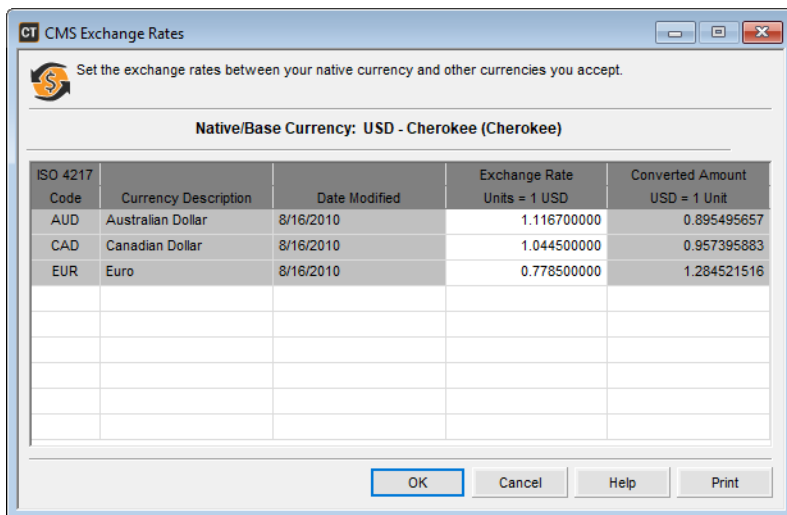 CT CMS Exchange Rates
Set the exchange rates between your native currency and other currencies you accept.
Native/Base Currency: USD - Cherokee (Cherokee)
ISO 4217 Exchange Rate Converted Amount
Code Currency Description Date Modified Units = 1 USD USD = 1 Unit
AUD Australian Dollar 8/16/2010 1.116700000 0.895495657
CAD Canadian Dollar 8/16/2010 1.044500000 0.957395883
EUR Euro 8/16/2010 0.778500000 1.284521516
OK Cancel Help Print